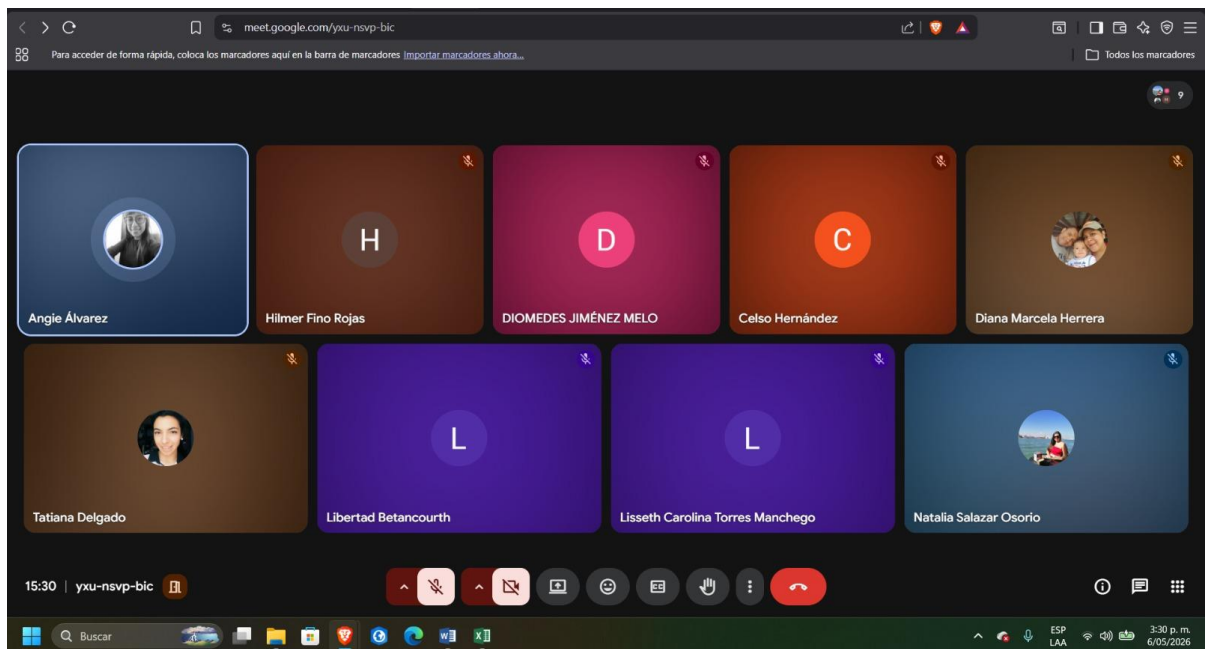 meet.google.com/yxu-nsvp-bic
Para acceder de forma rápida, coloca los marcadores aquí en la barra de marcadores Importar marcadores ahora...
Todos los marcadores
9
Angie Álvarez
H
Hilmer Fino Rojas
D
DIOMEDES JIMÉNEZ MELO
C
Celso Hernández
Diana Marcela Herrera
Tatiana Delgado
L
Libertad Betancourth
L
Lisseth Carolina Torres Manchego
Natalia Salazar Osorio
15:30 | yxu-nsvp-bic
Buscar
ESP
LAA
3:30 p. m.
6/05/2026